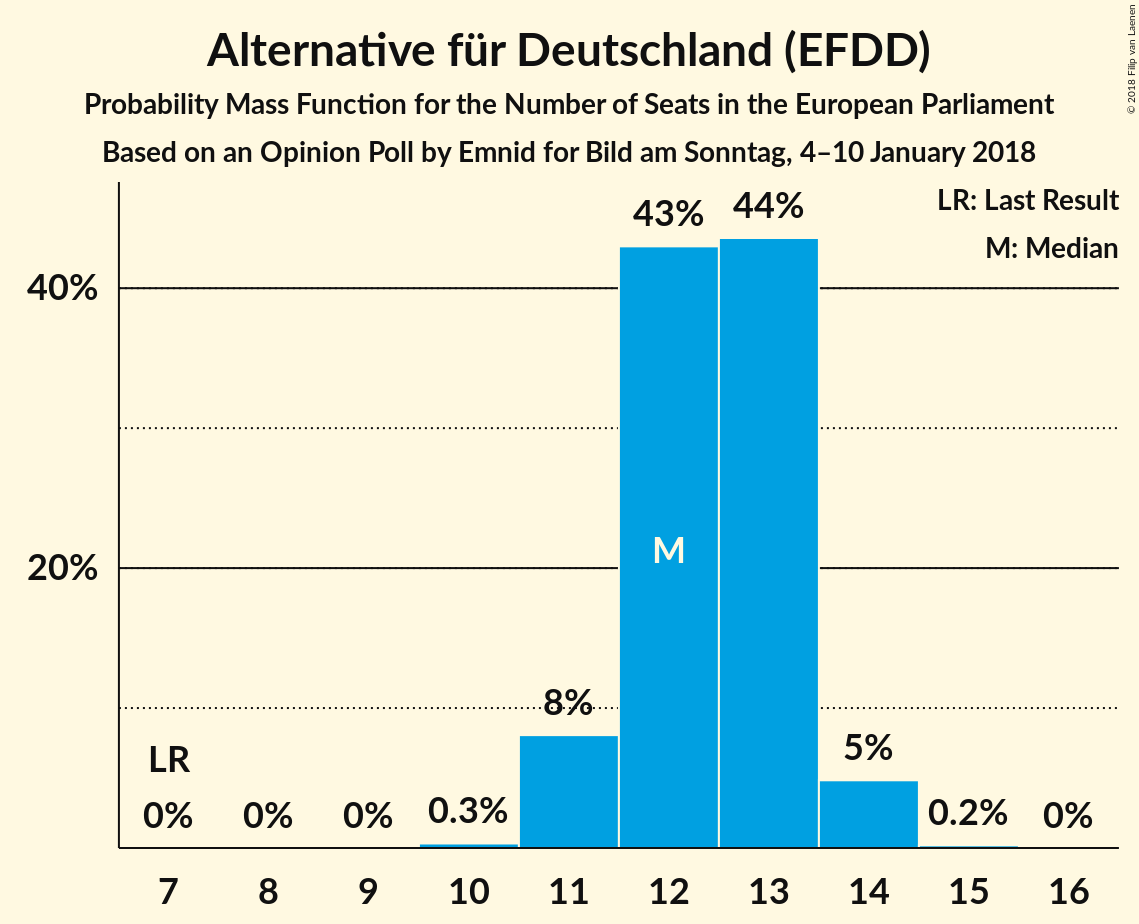 Alternative für Deutschland (EFDD)
Probability Mass Function for the Number of Seats in the European Parliament
Based on an Opinion Poll by Emnid for Bild am Sonntag, 4–10 January 2018
© 2018 Filip van Laenen
LR: Last Result
M: Median
43%
44%
40%
M
20%
8%
LR
5%
0%
0%
0%
0.3%
0.2%
0%
7
8
9
10
11
12
13
14
15
16